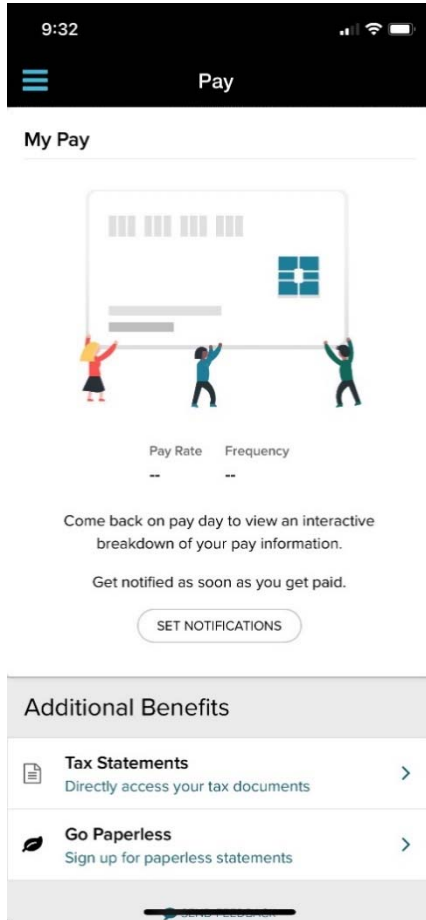 9:32
Pay
My Pay
Pay Rate Frequency
-- --
Come back on pay day to view an interactive
breakdown of your pay information.
Get notified as soon as you get paid.
SET NOTIFICATIONS
Additional Benefits
Tax Statements
Directly access your tax documents
Go Paperless
Sign up for paperless statements
SEND FEEDBACK